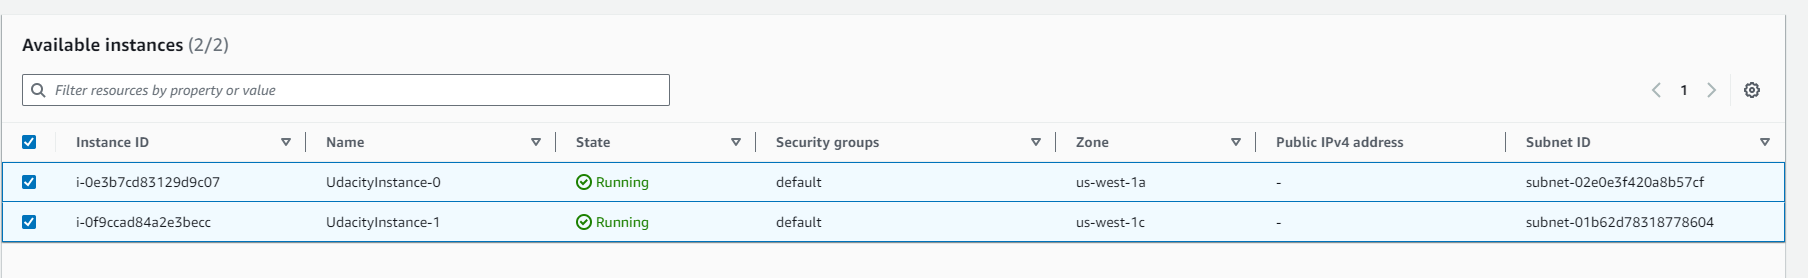 Available instances (2/2)
Filter resources by property or value
1
Instance ID Name State Security groups Zone Public IPv4 address Subnet ID
i-0e3b7cd83129d9c07 UdacityInstance-0 Running default us-west-1a - subnet-02e0e3f420a8b57cf
i-0f9ccad84a2e3becc UdacityInstance-1 Running default us-west-1c - subnet-01b62d78318778604